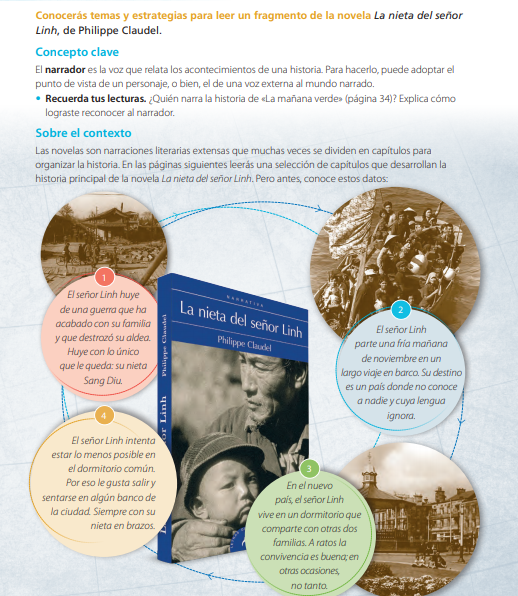 Conocerás temas y estrategias para leer un fragmento de la novela La nieta del señor
Linh, de Philippe Claudel.
Concepto clave
El narrador es la voz que relata los acontecimientos de una historia. Para hacerlo, puede adoptar el
punto de vista de un personaje, o bien, el de una voz externa al mundo narrado.
• Recuerda tus lecturas. ¿Quién narra la historia de «La mañana verde» (página 34)? Explica cómo
lograste reconocer al narrador.
Sobre el contexto
Las novelas son narraciones literarias extensas que muchas veces se dividen en capítulos para
organizar la historia. En las páginas siguientes leerás una selección de capítulos que desarrollan la
historia principal de la novela La nieta del señor Linh. Pero antes, conoce estos datos:
1
El señor Linh huye
de una guerra que ha
acabado con su familia
y que destrozó su aldea.
Huye con lo único
que le queda: su nieta
Sang Diu.
2
El señor Linh
parte una fría mañana
de noviembre en un
largo viaje en barco. Su destino
es un país donde no conoce
a nadie y cuya lengua
ignora.
NARRATIVA
La nieta del señor Linh
Philippe Claudel
Philippe Claudel
Linh
3
En el nuevo
país, el señor Linh
vive en un dormitorio que
comparte con otras dos
familias. A ratos la
convivencia es buena; en
otras ocasiones,
no tanto.
4
El señor Linh intenta
estar lo menos posible en
el dormitorio común.
Por eso le gusta salir y
sentarse en algún banco de
la ciudad. Siempre con su
nieta en brazos.